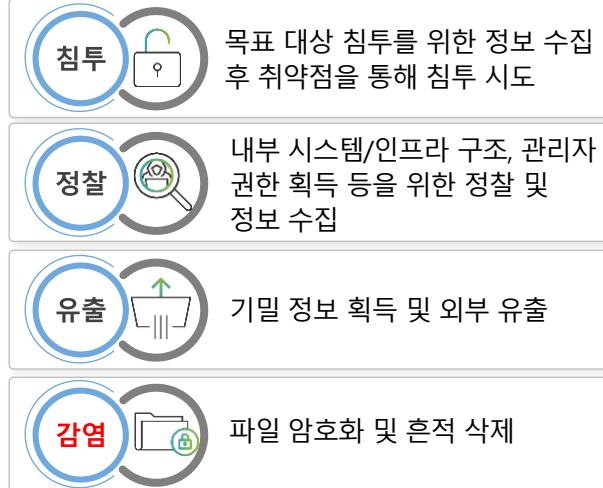 침투
목표 대상 침투를 위한 정보 수집
후 취약점을 통해 침투 시도
정찰
내부 시스템/인프라 구조, 관리자
권한 획득 등을 위한 정찰 및
정보 수집
유출
기밀 정보 획득 및 외부 유출
감염
파일 암호화 및 흔적 삭제